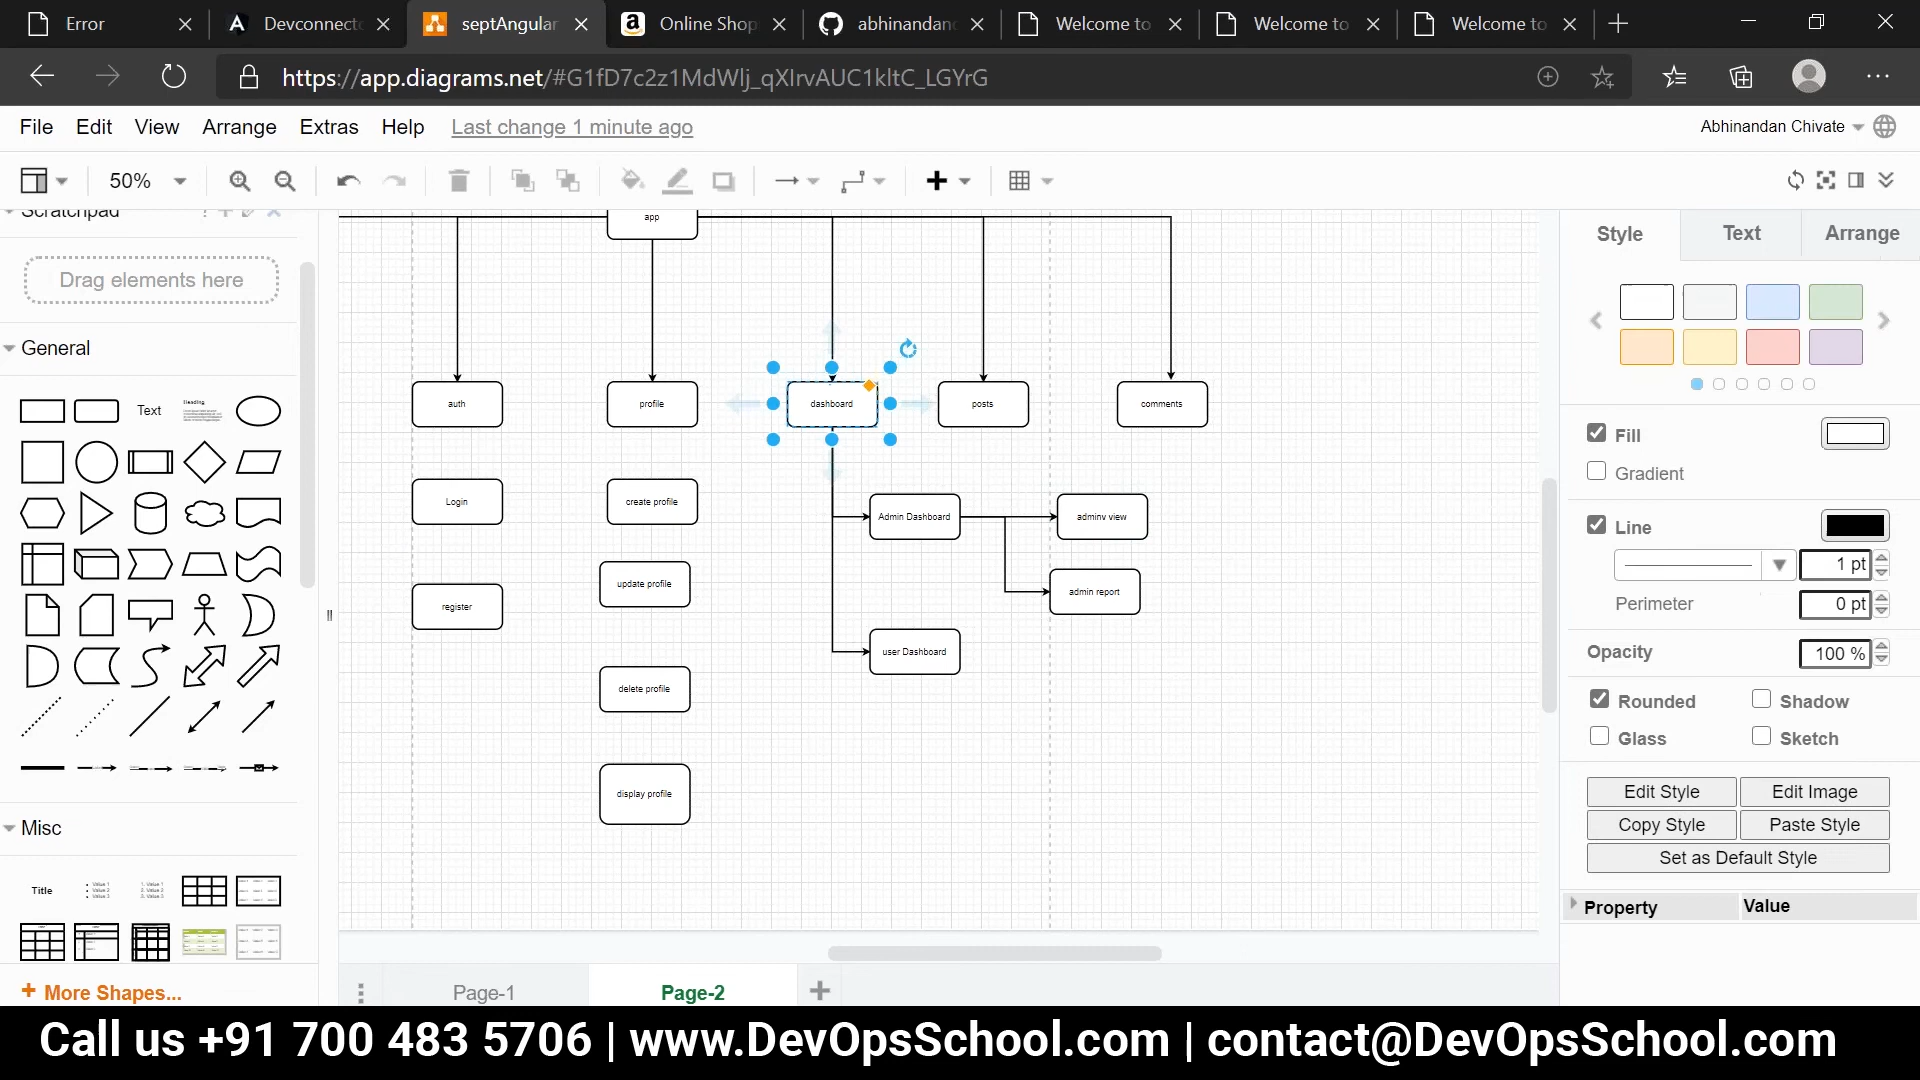 Error
Devconnecto
septAngular
Online Shop
abhinandan
Welcome to
Welcome to
Welcome to
https://app.diagrams.net/#G1fD7c2z1MdWlj_qXIrvAUC1kltC_LGYrG
File Edit View Arrange Extras Help Last change 1 minute ago
Abhinandan Chivate
50%
Scratchpad
Drag elements here
General
Text
Heading
Misc
Title
More Shapes...
app
auth
profile
dashboard
posts
comments
Login
create profile
Admin Dashboard
adminv view
update profile
admin report
register
user Dashboard
delete profile
display profile
Page-1
Page-2
Style
Text
Arrange
Fill
Gradient
Line
1 pt
Perimeter
0 pt
Opacity
100 %
Rounded
Shadow
Glass
Sketch
Edit Style
Edit Image
Copy Style
Paste Style
Set as Default Style
Property
Value
Call us +91 700 483 5706 | www.DevOpsSchool.com | contact@DevOpsSchool.com